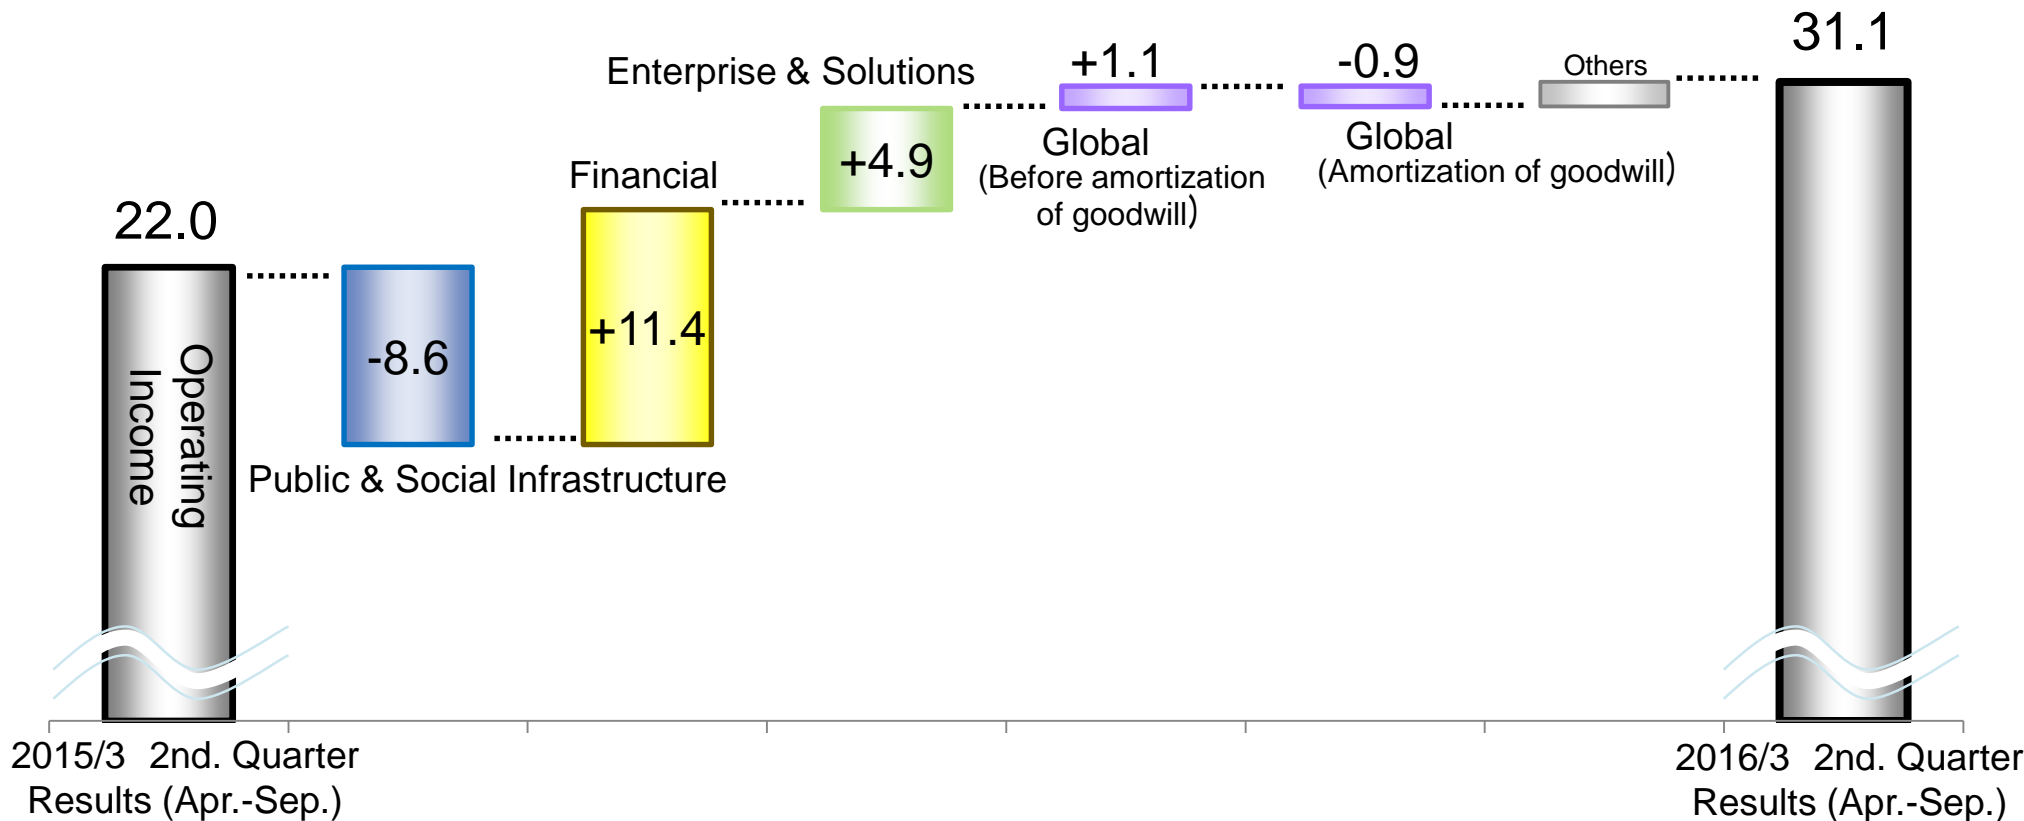 22.0
Operating
Income
-8.6
Public & Social Infrastructure
Financial
+11.4
Enterprise & Solutions
+4.9
+1.1
Global
(Before amortization
of goodwill)
-0.9
Global
(Amortization of goodwill)
Others
31.1
2015/3 2nd. Quarter
Results (Apr.-Sep.)
2016/3 2nd. Quarter
Results (Apr.-Sep.)